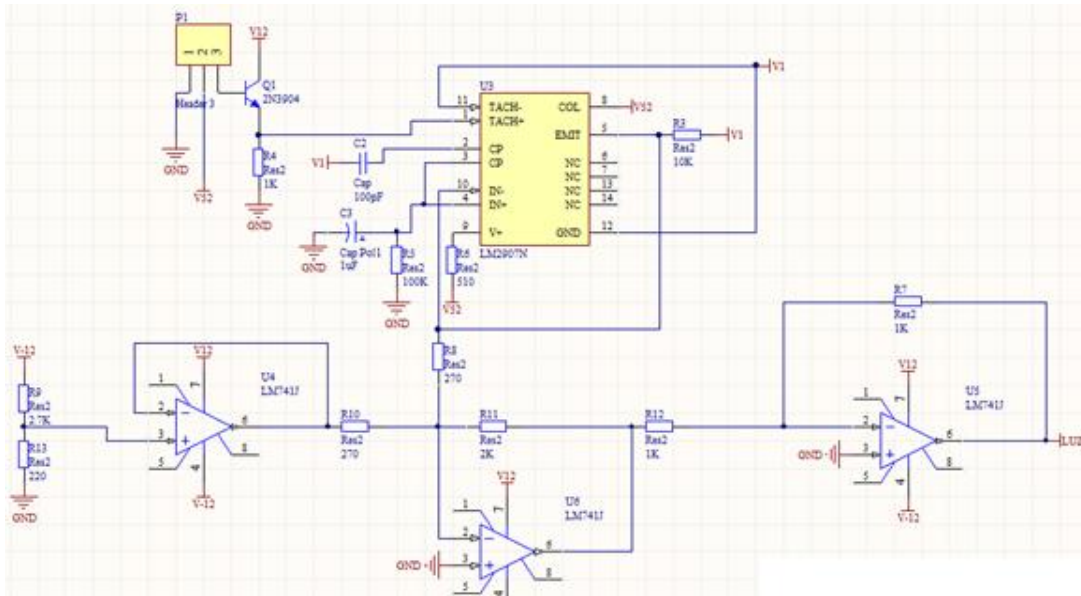 P1
1 2 3
Header 3
V12
Q1
2N3904
R4
Res2
1K
GND
GND
V52
U3
11 TACH-
1 TACH+
2 CP
3 CP
10 IN-
4 IN+
9 V+
COL 8
EMIT 5
NC 6
NC 7
NC 13
NC 14
GND 12
LM2907N
V1
V52
R3
Res2
10K
V1
V1
C2
Cap
100pF
C3
Cap Pol1
1uF
GND
R5
Res2
100K
GND
R6
Res2
510
V52
R7
Res2
1K
V-12
R9
Res2
2.7K
R13
Res2
220
GND
V12
U4
LM741J
1
7
2
3
6
5
4
8
V-12
R8
Res2
270
R10
Res2
270
R11
Res2
2K
R12
Res2
1K
V12
U6
LM741J
1
7
2
GND 3
6
5
4
8
V12
U5
LM741J
1
7
2
GND 3
6
5
4
8
V-12